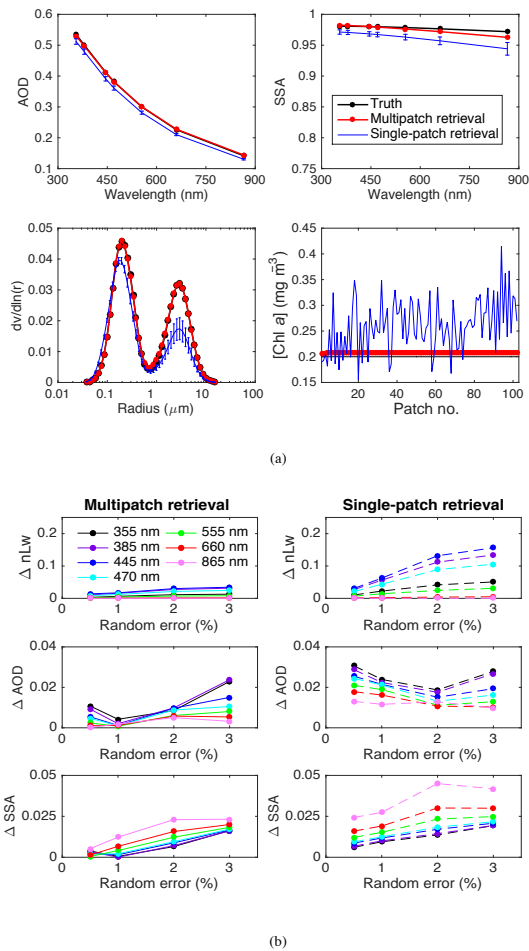 0.6
0.5
0.4
0.3
0.2
0.1
AOD
300 450 600 750 900
Wavelength (nm)
1
0.95
0.9
0.85
0.8
0.75
SSA
Truth
Multipatch retrieval
Single-patch retrieval
300 450 600 750 900
Wavelength (nm)
0.05
0.04
0.03
0.02
0.01
0
dv/dln(r)
0.01 0.1 1 10 100
Radius (μm)
0.45
0.4
0.35
0.3
0.25
0.2
0.15
[Chl a] (mg m̄³)
20 40 60 80 100
Patch no.
(a)
Multipatch retrieval
355 nm 555 nm
385 nm 660 nm
445 nm 865 nm
470 nm
0.2
0.1
0
Δ nLw
0 1 2 3
Random error (%)
Single-patch retrieval
0.2
0.1
0
Δ nLw
0 1 2 3
Random error (%)
0.04
0.02
0
Δ AOD
0 1 2 3
Random error (%)
0.04
0.02
0
Δ AOD
0 1 2 3
Random error (%)
0.05
0.025
0
Δ SSA
0 1 2 3
Random error (%)
0.05
0.025
0
Δ SSA
0 1 2 3
Random error (%)
(b)